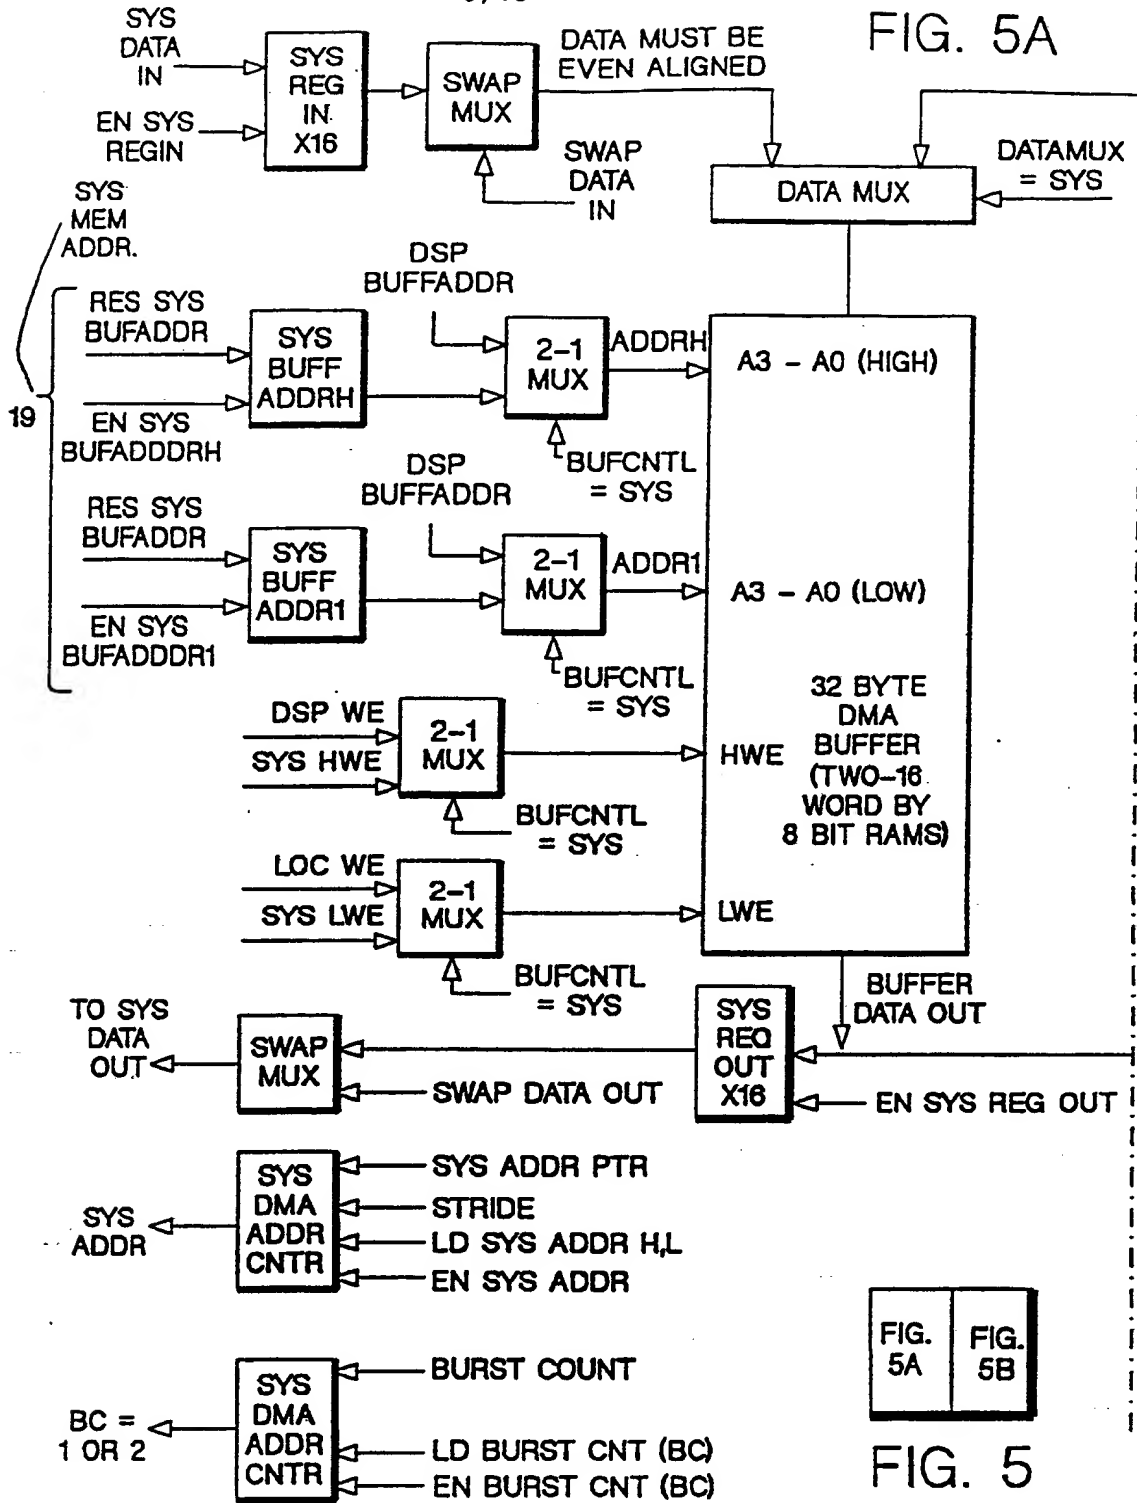 FIG. 5A
SYS
DATA
IN
EN SYS
REGIN
SYS
REG
IN
X16
SWAP
MUX
DATA MUST BE
EVEN ALIGNED
SWAP
DATA
IN
DATA MUX
DATAMUX
= SYS
SYS
MEM
ADDR.
19
RES SYS
BUFADDR
EN SYS
BUFADDDRH
SYS
BUFF
ADDRH
DSP
BUFFADDR
2-1
MUX
ADDRH
BUFCNTL
= SYS
A3 - A0 (HIGH)
RES SYS
BUFADDR
EN SYS
BUFADDDR1
SYS
BUFF
ADDR1
DSP
BUFFADDR
2-1
MUX
ADDR1
BUFCNTL
= SYS
A3 - A0 (LOW)
32 BYTE
DMA
BUFFER
(TWO-16
WORD BY
8 BIT RAMS)
DSP WE
SYS HWE
2-1
MUX
BUFCNTL
= SYS
HWE
LOC WE
SYS LWE
2-1
MUX
BUFCNTL
= SYS
LWE
BUFFER
DATA OUT
TO SYS
DATA
OUT
SWAP
MUX
SWAP DATA OUT
SYS
REQ
OUT
X16
EN SYS REG OUT
SYS
ADDR
SYS
DMA
ADDR
CNTR
SYS ADDR PTR
STRIDE
LD SYS ADDR H,L
EN SYS ADDR
BC =
1 OR 2
SYS
DMA
ADDR
CNTR
BURST COUNT
LD BURST CNT (BC)
EN BURST CNT (BC)
FIG.
5A
FIG.
5B
FIG. 5